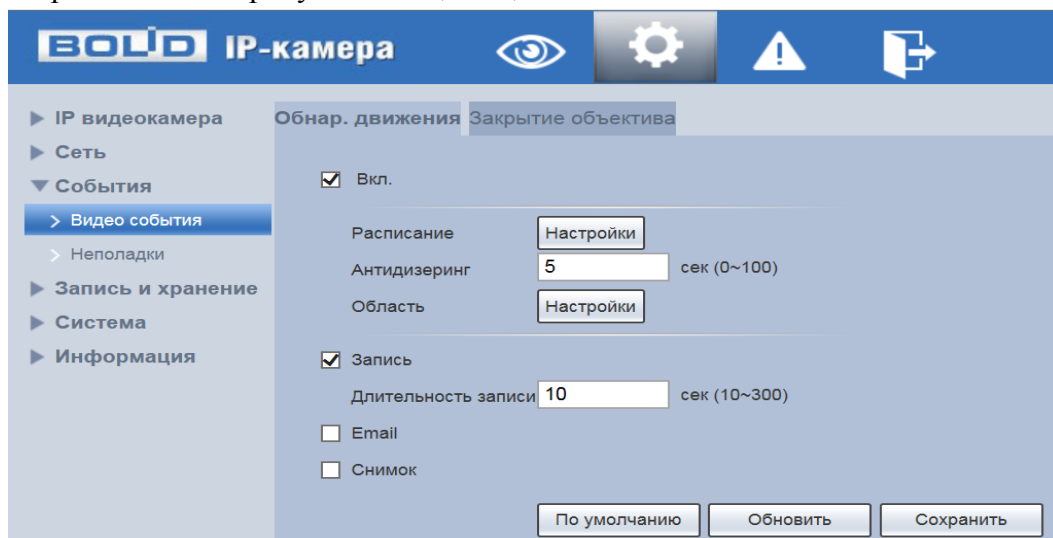 BOLID IP-камера
IP видеокамера
Сеть
События
Видео события
Неполадки
Запись и хранение
Система
Информация
Обнар. движения Закрытие объектива
Вкл.
Расписание Настройки
Антидизеринг 5 сек (0~100)
Область Настройки
Запись
Длительность записи 10 сек (10~300)
Email
Снимок
По умолчанию Обновить Сохранить